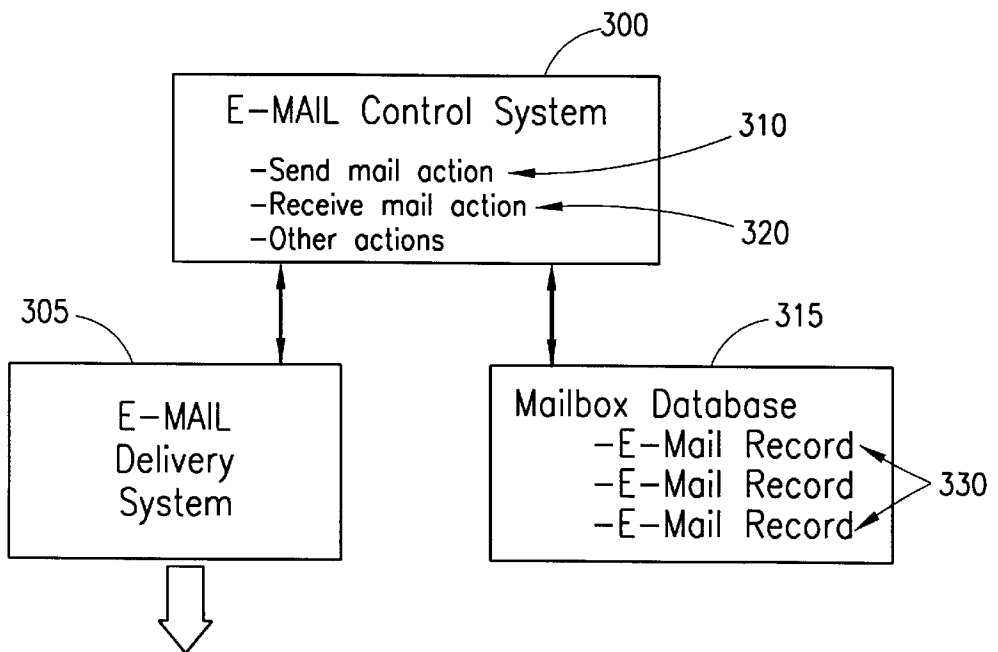 300
E-MAIL Control System
310
-Send mail action
-Receive mail action
320
-Other actions
305
315
E-MAIL
Delivery
System
Mailbox Database
-E-Mail Record
-E-Mail Record
330
-E-Mail Record